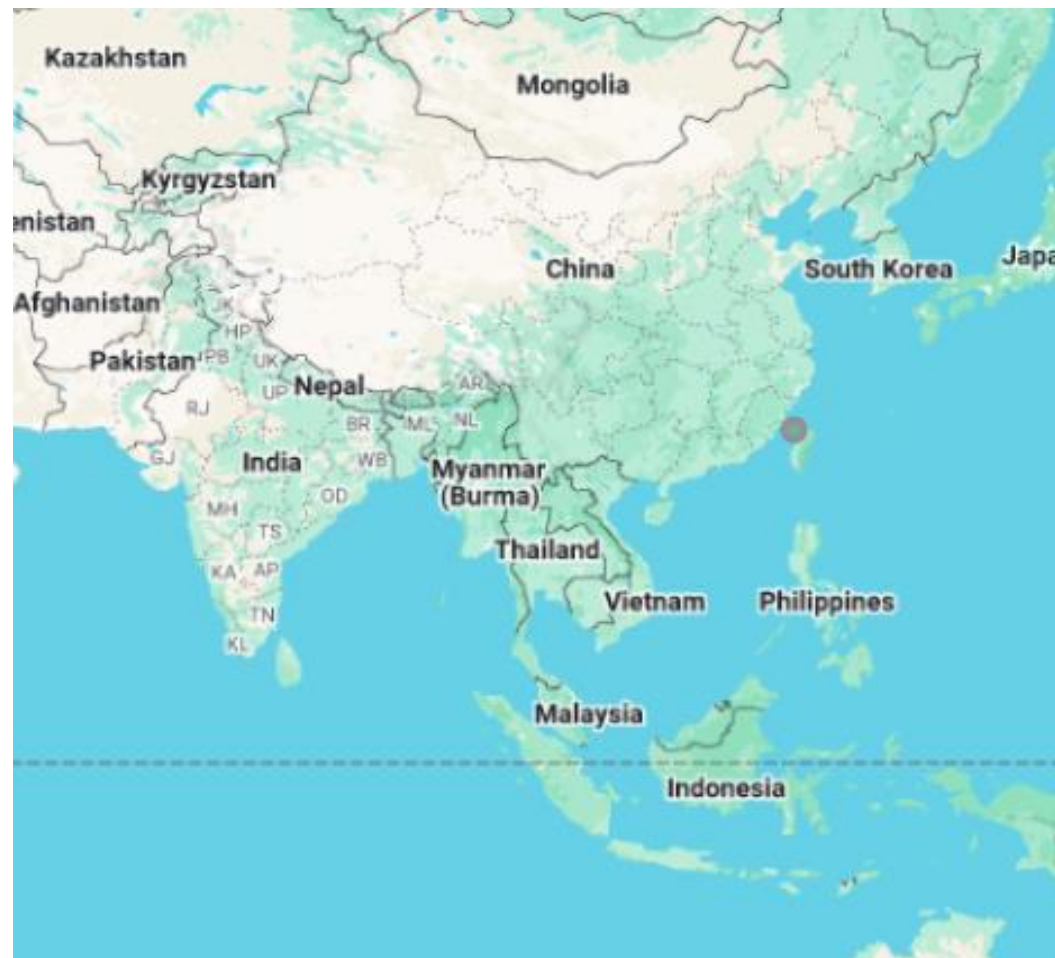 Kazakhstan
Mongolia
Kyrgyzstan
enistan
China
South Korea
Japa
Afghanistan
JK
HP
Pakistan
PB
UK
Nepal
UP
AR
RJ
BR
ML
NL
India
GJ
WB
Myanmar
(Burma)
OD
MH
TS
Thailand
KA
AP
Vietnam
Philippines
TN
KL
Malaysia
Indonesia